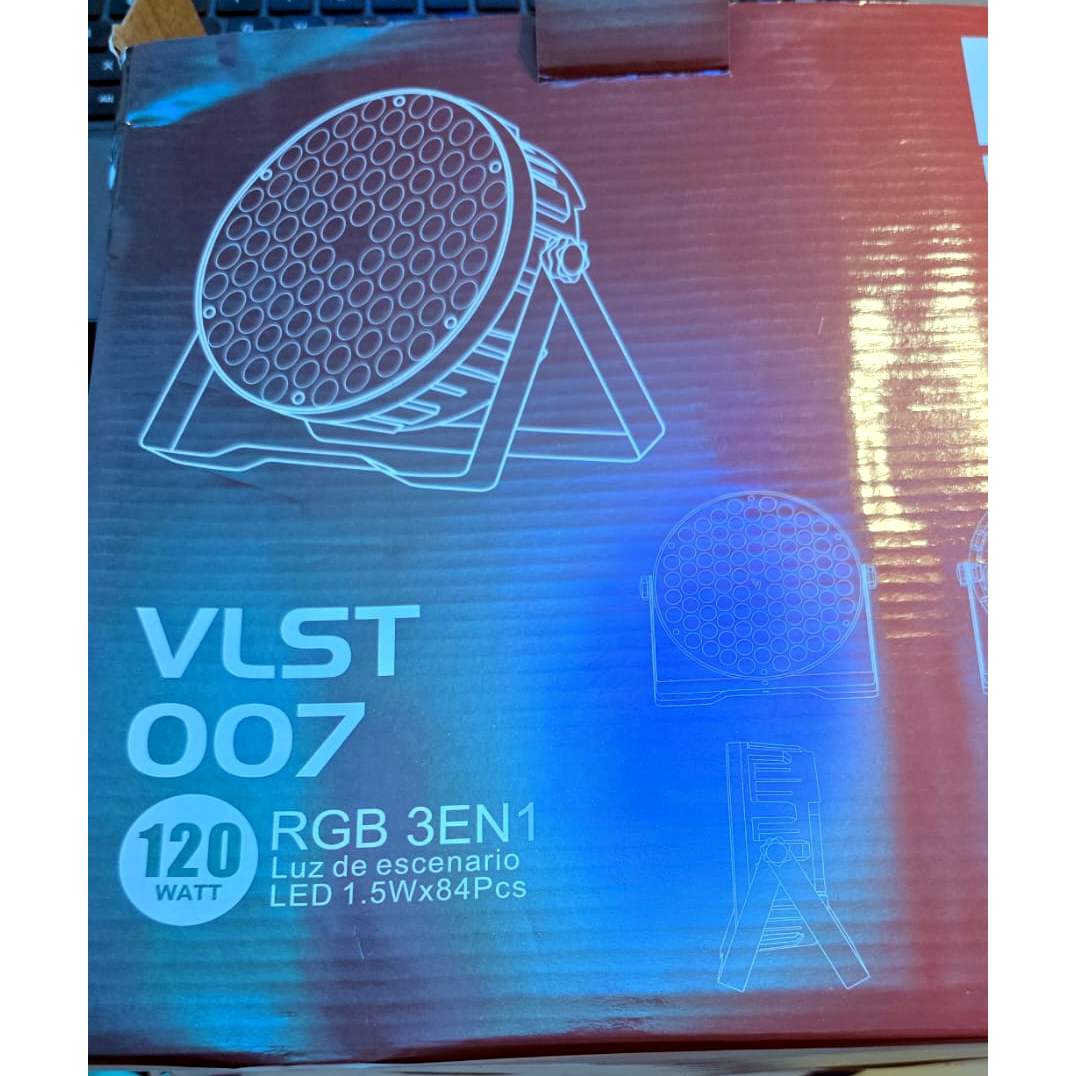 VLST
007
120
WATT
RGB 3EN1
Luz de escenario
LED 1.5Wx84Pcs